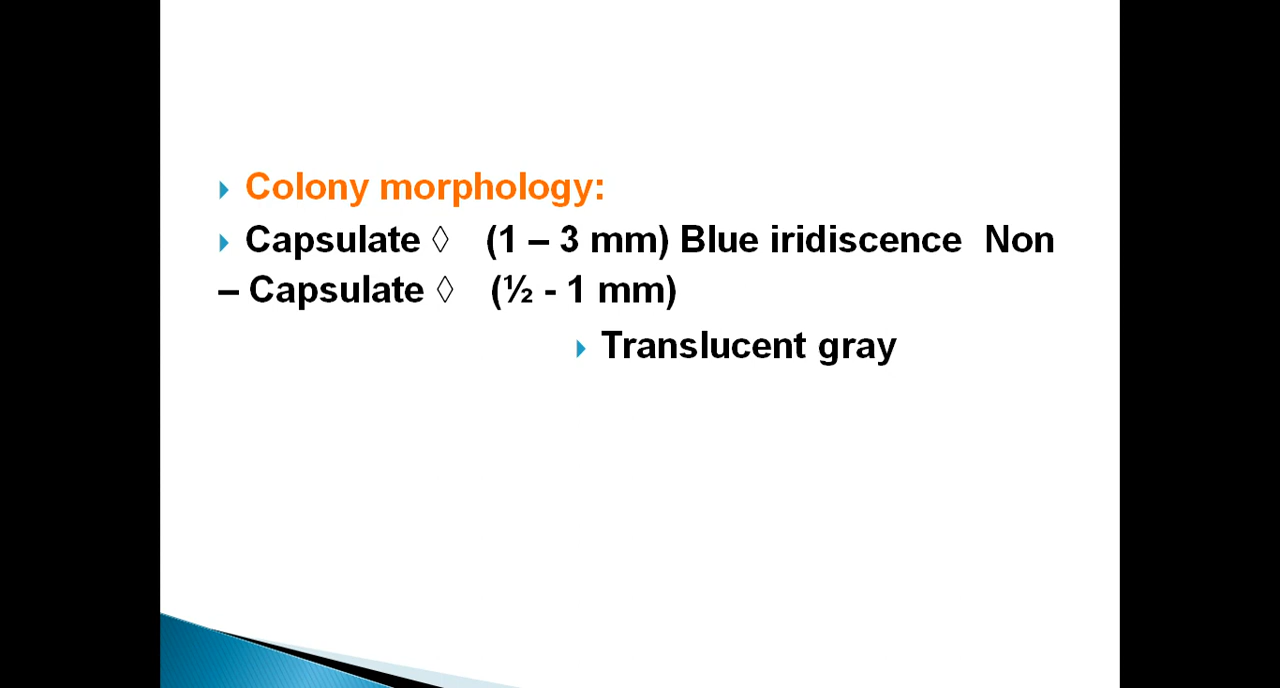 Colony morphology:
Capsulate ◊ (1 – 3 mm) Blue iridiscence Non
– Capsulate ◊ (½ - 1 mm)
Translucent gray